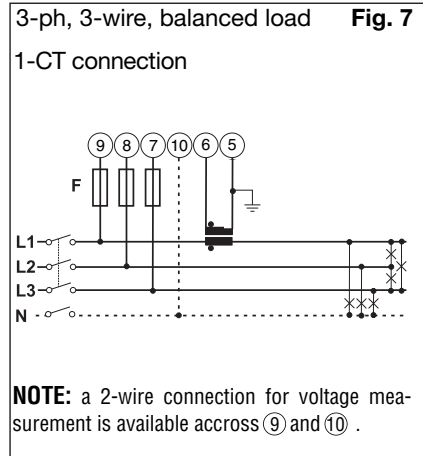 3-ph, 3-wire, balanced load Fig. 7
1-CT connection
9 8 7 10 6 5
F
L1
L2
L3
N
NOTE: a 2-wire connection for voltage mea-
surement is available accross 9 and 10 .